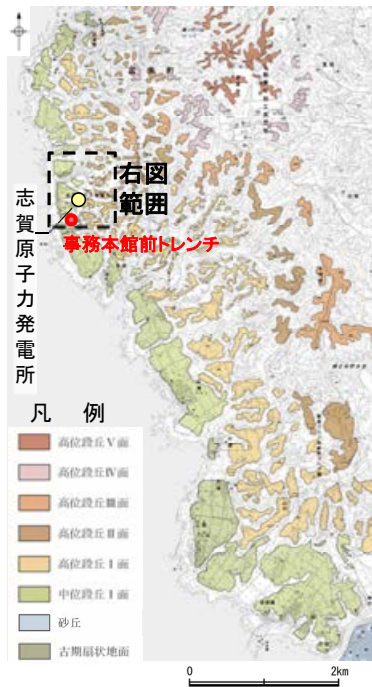 右図
範囲
志賀原子力発電所
事務本館前トレンチ
凡 例
高位段丘Ⅴ面
高位段丘Ⅳ面
高位段丘Ⅲ面
高位段丘Ⅱ面
高位段丘Ⅰ面
中位段丘Ⅰ面
砂丘
古期扇状地面
0 2km